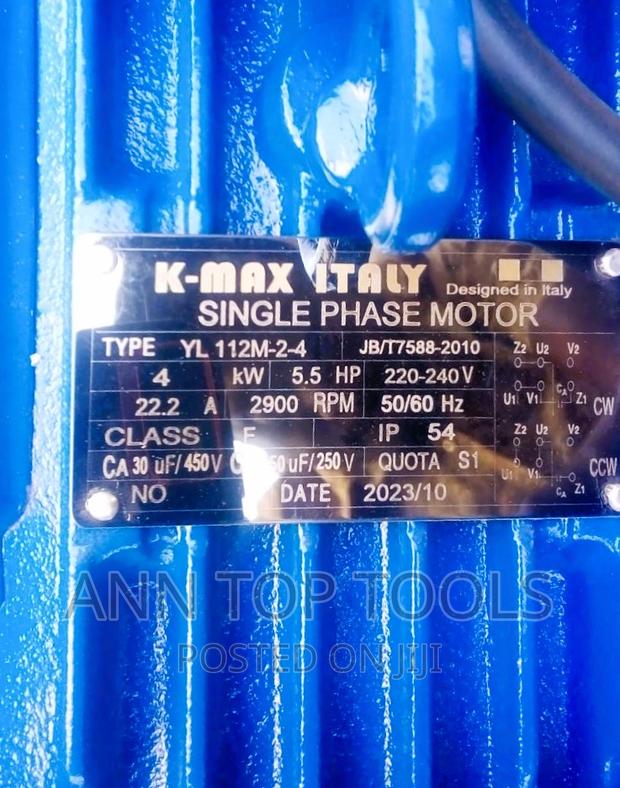 K-MAX ITALY Designed in Italy
SINGLE PHASE MOTOR
TYPE YL 112M-2-4 JB/T7588-2010
4 kW 5.5 HP 220-240V
22.2 A 2900 RPM 50/60 Hz
CLASS F IP 54
CA 30 uF/450V uF/250V QUOTA S1
NO DATE 2023/10
Z2 U2 V2
U1 V1 CA Z1 CW
Z2 U2 V2
U1 V1 CA Z1 CCW
ANN TOP TOOLS
POSTED ON JIJI